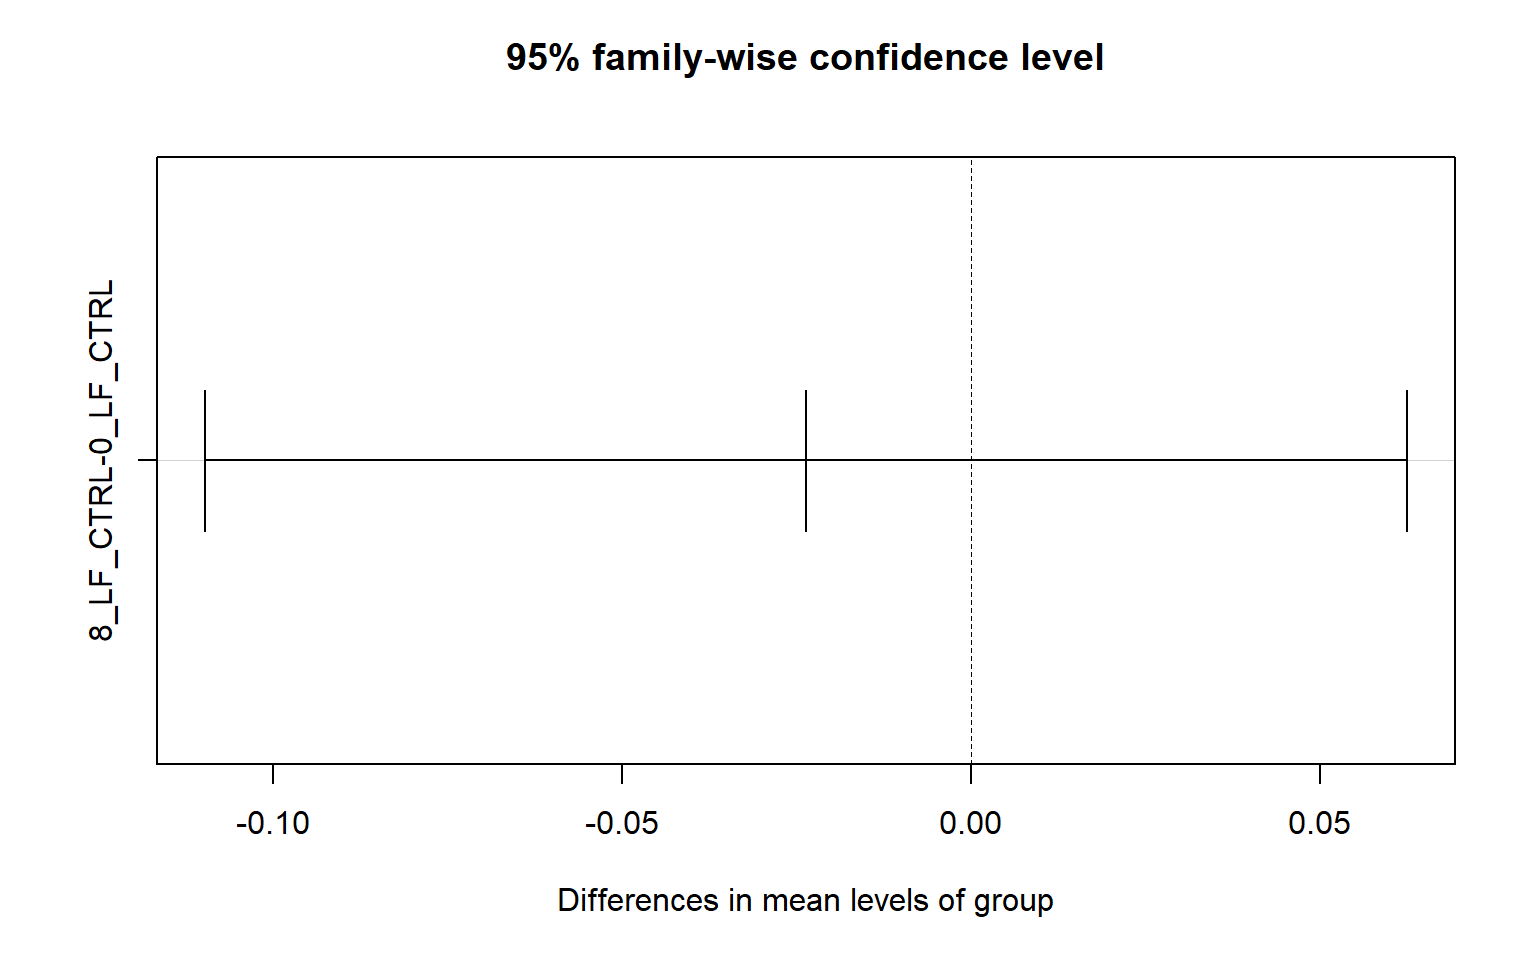 95% family-wise confidence level
8_LF_CTRL-0_LF_CTRL
-0.10 -0.05 0.00 0.05
Differences in mean levels of group